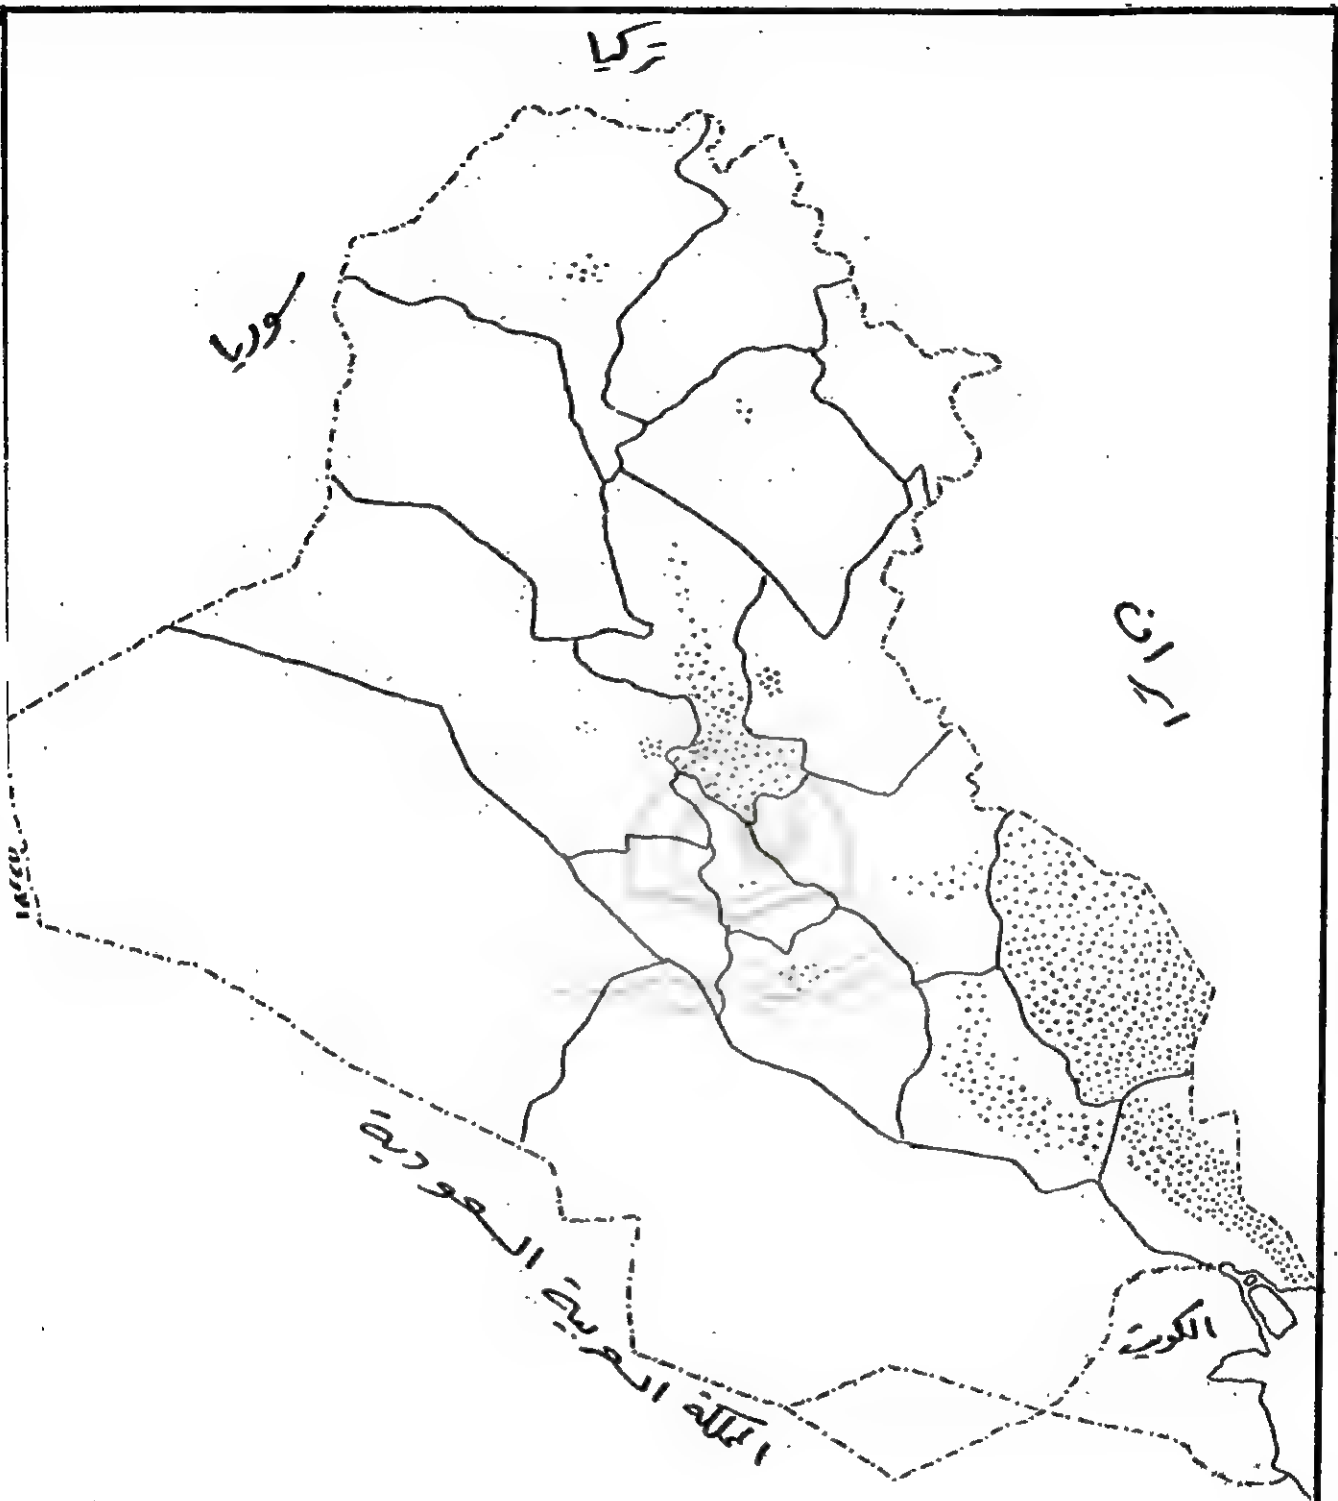 تركيا
سوريا
ايران
المملكة العربية السعودية
الكويت